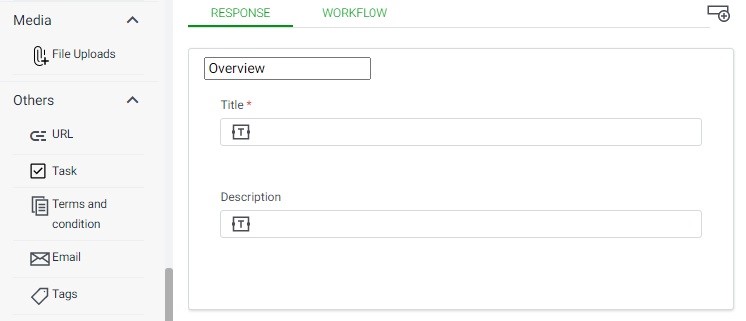 Media
File Uploads
Others
URL
Task
Terms and
condition
Email
Tags
RESPONSE
WORKFLOW
Overview
Title *
T
Description
T